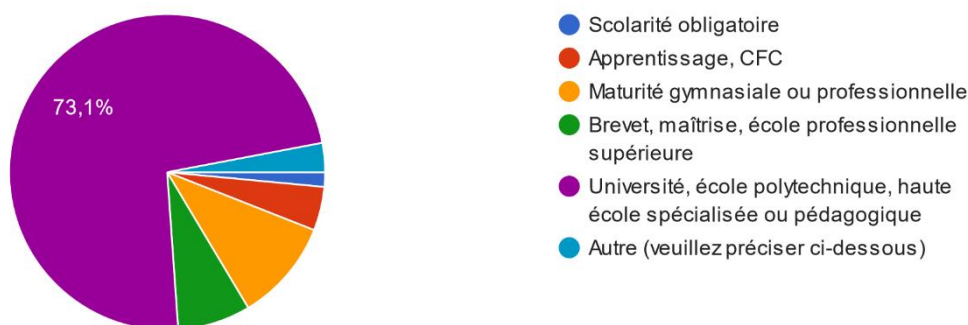 73,1%
Scolarité obligatoire
Apprentissage, CFC
Maturité gymnasiale ou professionnelle
Brevet, maîtrise, école professionnelle
supérieure
Université, école polytechnique, haute
école spécialisée ou pédagogique
Autre (veuillez préciser ci-dessous)